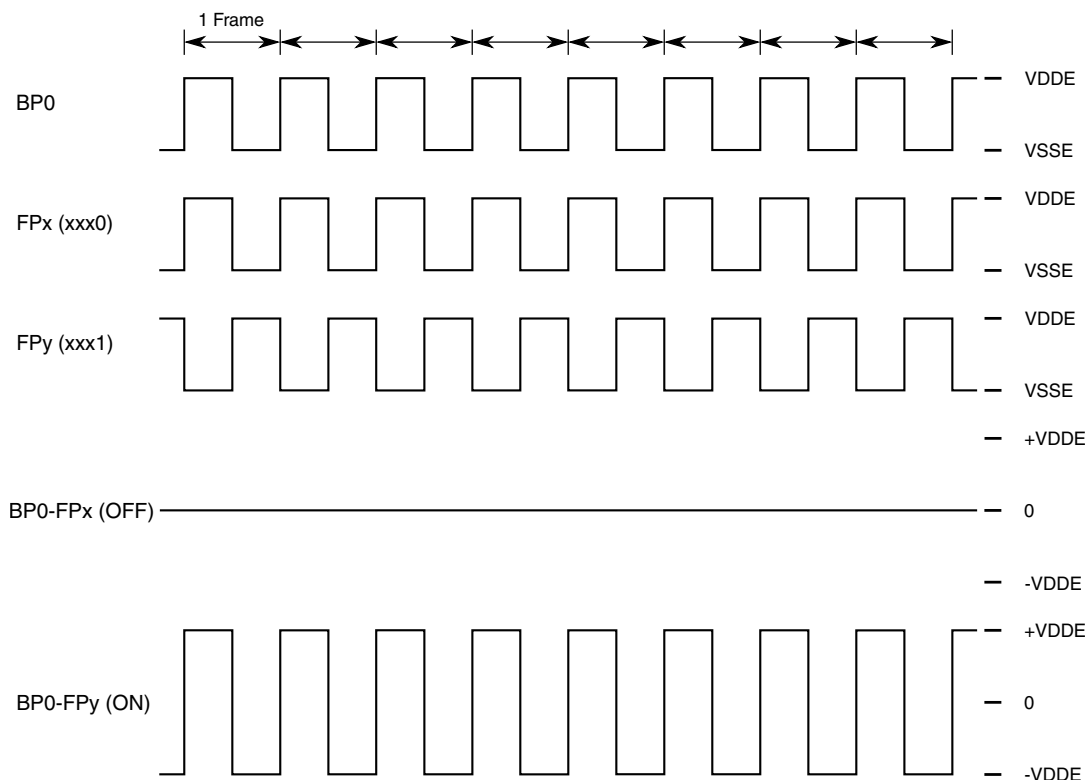 1 Frame
BP0
VDDE
VSSE
FPx (xxx0)
VDDE
VSSE
FPy (xxx1)
VDDE
VSSE
+VDDE
BP0-FPx (OFF)
0
-VDDE
+VDDE
BP0-FPy (ON)
0
-VDDE